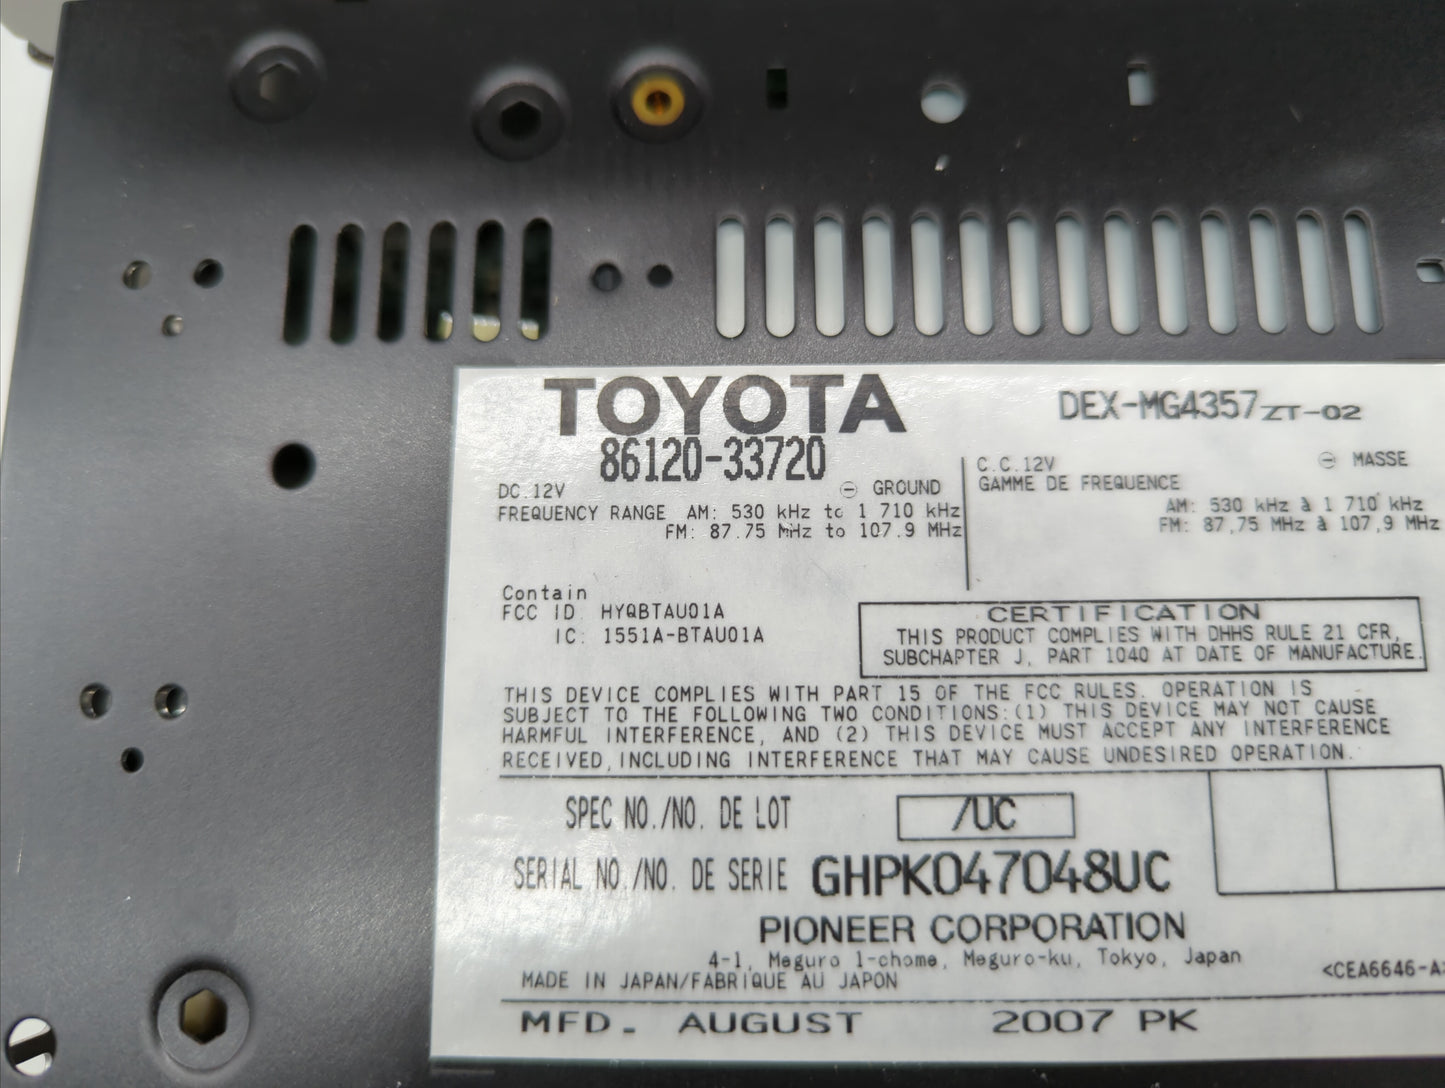 TOYOTA
86120-33720
DEX-MG4357 ZT-02
DC.12V ⊖ GROUND
FREQUENCY RANGE AM: 530 kHz to 1 710 kHz
FM: 87.75 MHz to 107.9 MHz
C.C.12V ⊖ MASSE
GAMME DE FREQUENCE
AM: 530 kHz à 1 710 kHz
FM: 87,75 MHz à 107,9 MHz
Contain
FCC ID HYQBTAU01A
IC: 1551A-BTAU01A
CERTIFICATION
THIS PRODUCT COMPLIES WITH DHHS RULE 21 CFR,
SUBCHAPTER J, PART 1040 AT DATE OF MANUFACTURE.
THIS DEVICE COMPLIES WITH PART 15 OF THE FCC RULES. OPERATION IS
SUBJECT TO THE FOLLOWING TWO CONDITIONS:(1) THIS DEVICE MAY NOT CAUSE
HARMFUL INTERFERENCE, AND (2) THIS DEVICE MUST ACCEPT ANY INTERFERENCE
RECEIVED,INCLUDING INTERFERENCE THAT MAY CAUSE UNDESIRED OPERATION.
SPEC NO./NO. DE LOT /UC
SERIAL NO./NO. DE SERIE GHPK047048UC
PIONEER CORPORATION
4-1, Meguro 1-chome, Meguro-ku, Tokyo, Japan
MADE IN JAPAN/FABRIQUE AU JAPON <CEA6646-A>
MFD. AUGUST 2007 PK